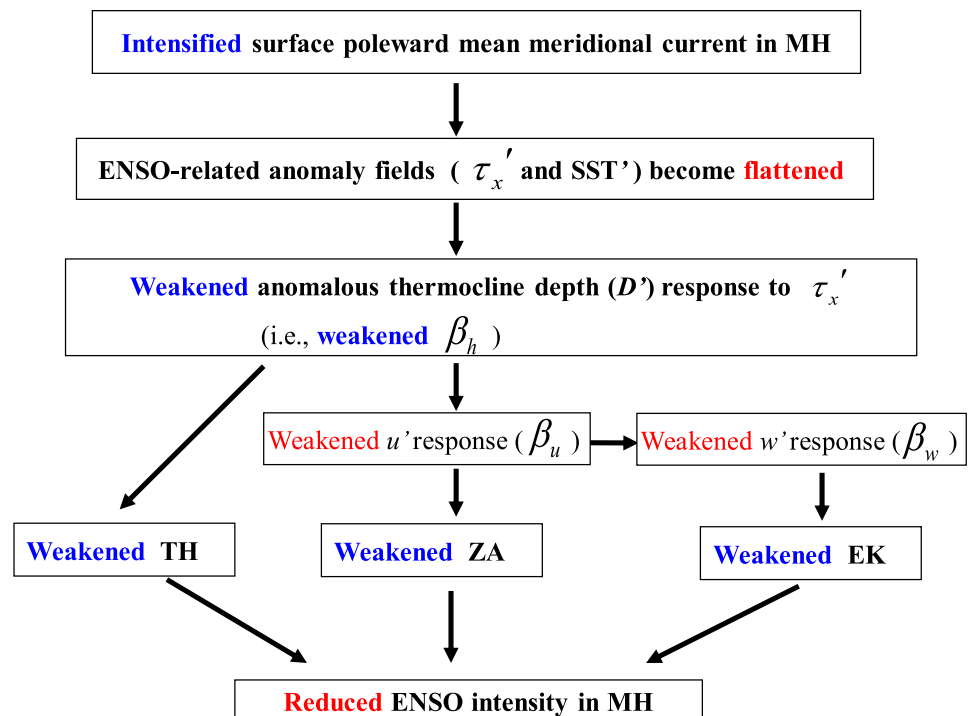 Intensified surface poleward mean meridional current in MH
ENSO-related anomaly fields ( τx′ and SST’ ) become flattened
Weakened anomalous thermocline depth (D’) response to τx′
(i.e., weakened βh )
Weakened u’ response ( βu )
Weakened w’ response ( βw )
Weakened TH
Weakened ZA
Weakened EK
Reduced ENSO intensity in MH